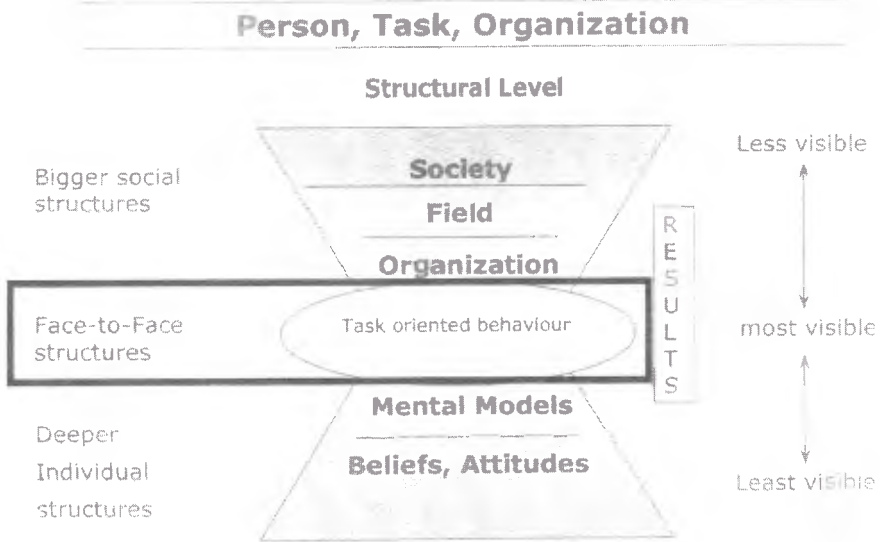 Person, Task, Organization
Structural Level
Less visible
Bigger social
structures
Society
Field
Organization
RESULTS
Face-to-Face
structures
Task oriented behaviour
most visible
Mental Models
Deeper
Individual
structures
Beliefs, Attitudes
Least visible